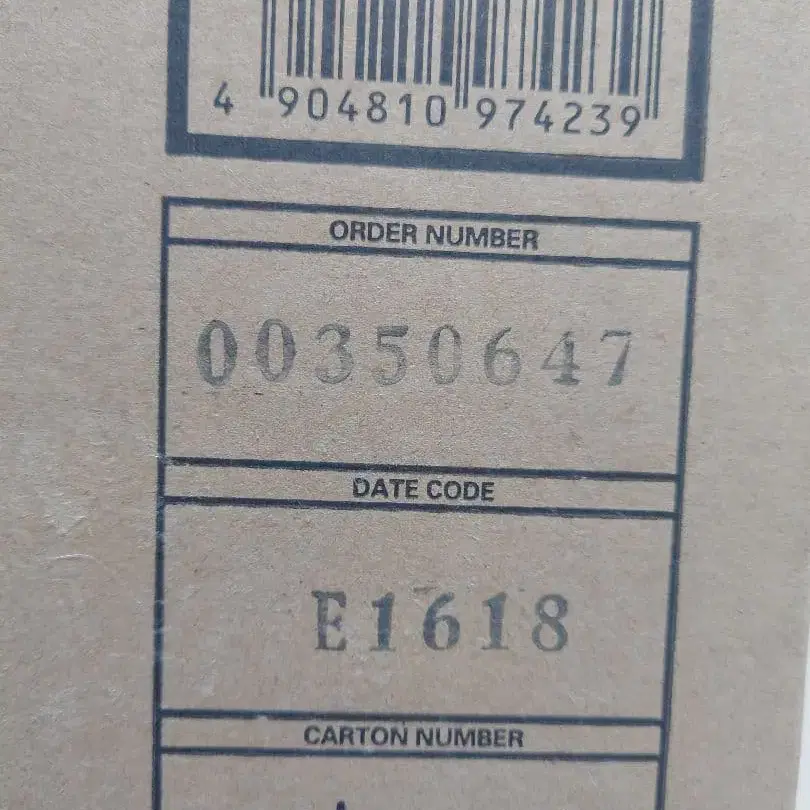 4 904810 974239
ORDER NUMBER
00350647
DATE CODE
E1618
CARTON NUMBER